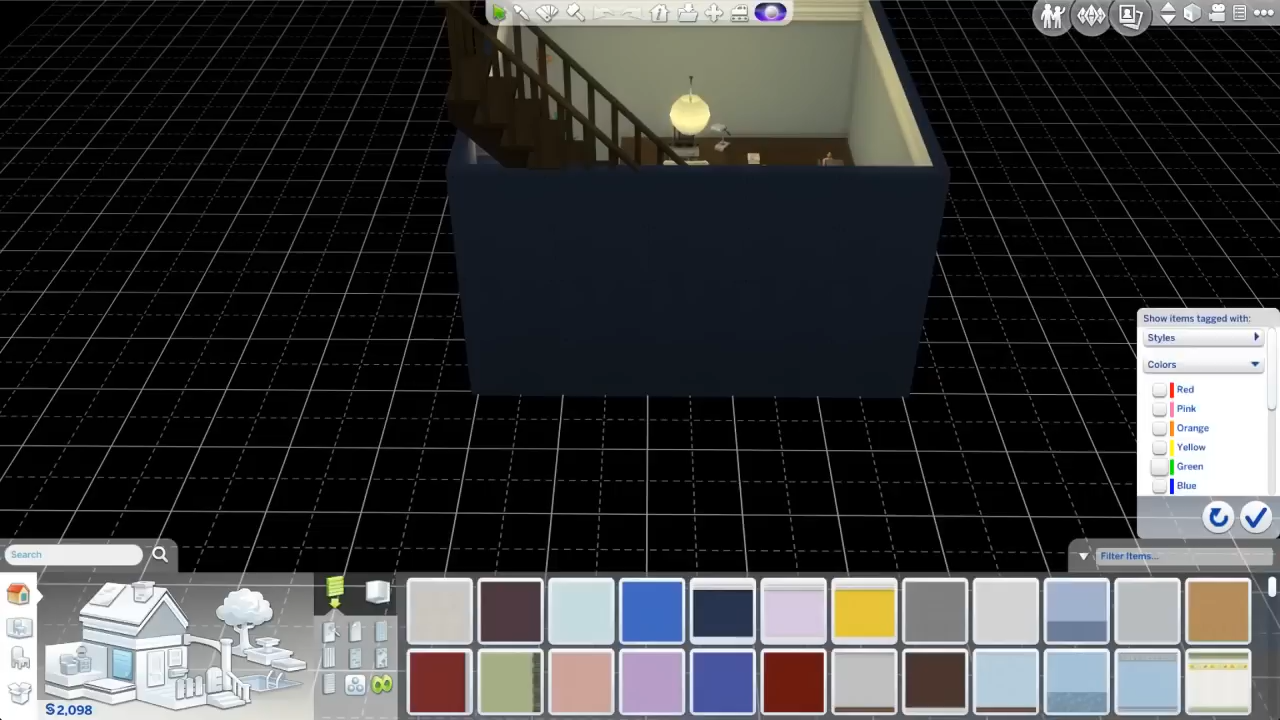 Show items tagged with:
Styles
Colors
Red
Pink
Orange
Yellow
Green
Blue
Search
Filter Items...
§2,098